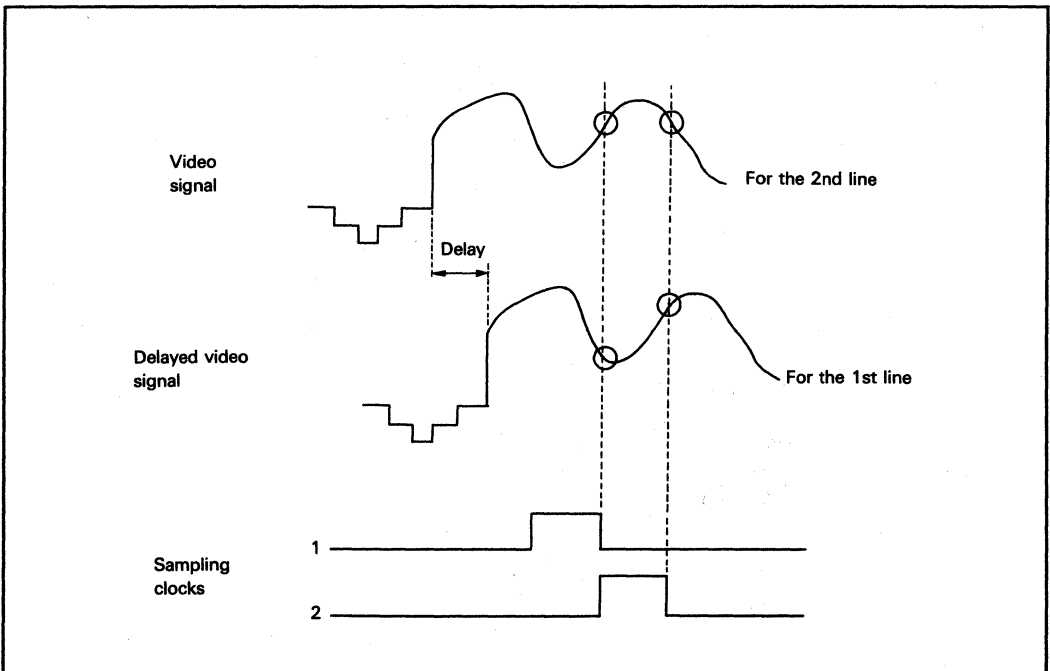 Video
signal
For the 2nd line
Delay
Delayed video
signal
For the 1st line
1
Sampling
clocks
2